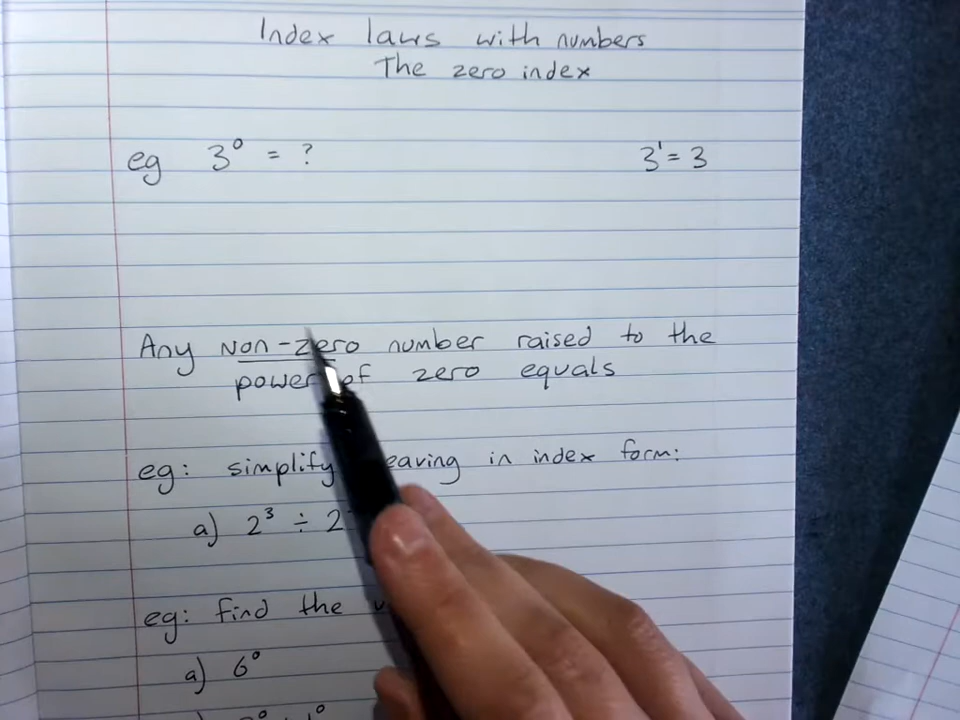 Index laws with numbers
The zero index
eg 3⁰ = ? 3¹ = 3
Any non-zero number raised to the
power of zero equals
eg: simplify leaving in index form:
a) 2³ ÷ 2
eg: find the
a) 6⁰